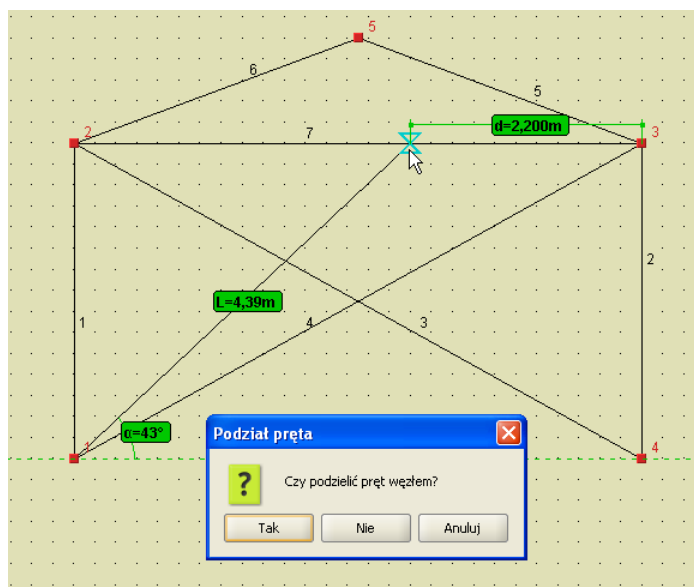 5
6
5
2
d=2,200m
7
3
2
L=4,39m
1
4
3
α=43°
1
4
Podział pręta
?
Czy podzielić pręt węzłem?
Tak
Nie
Anuluj